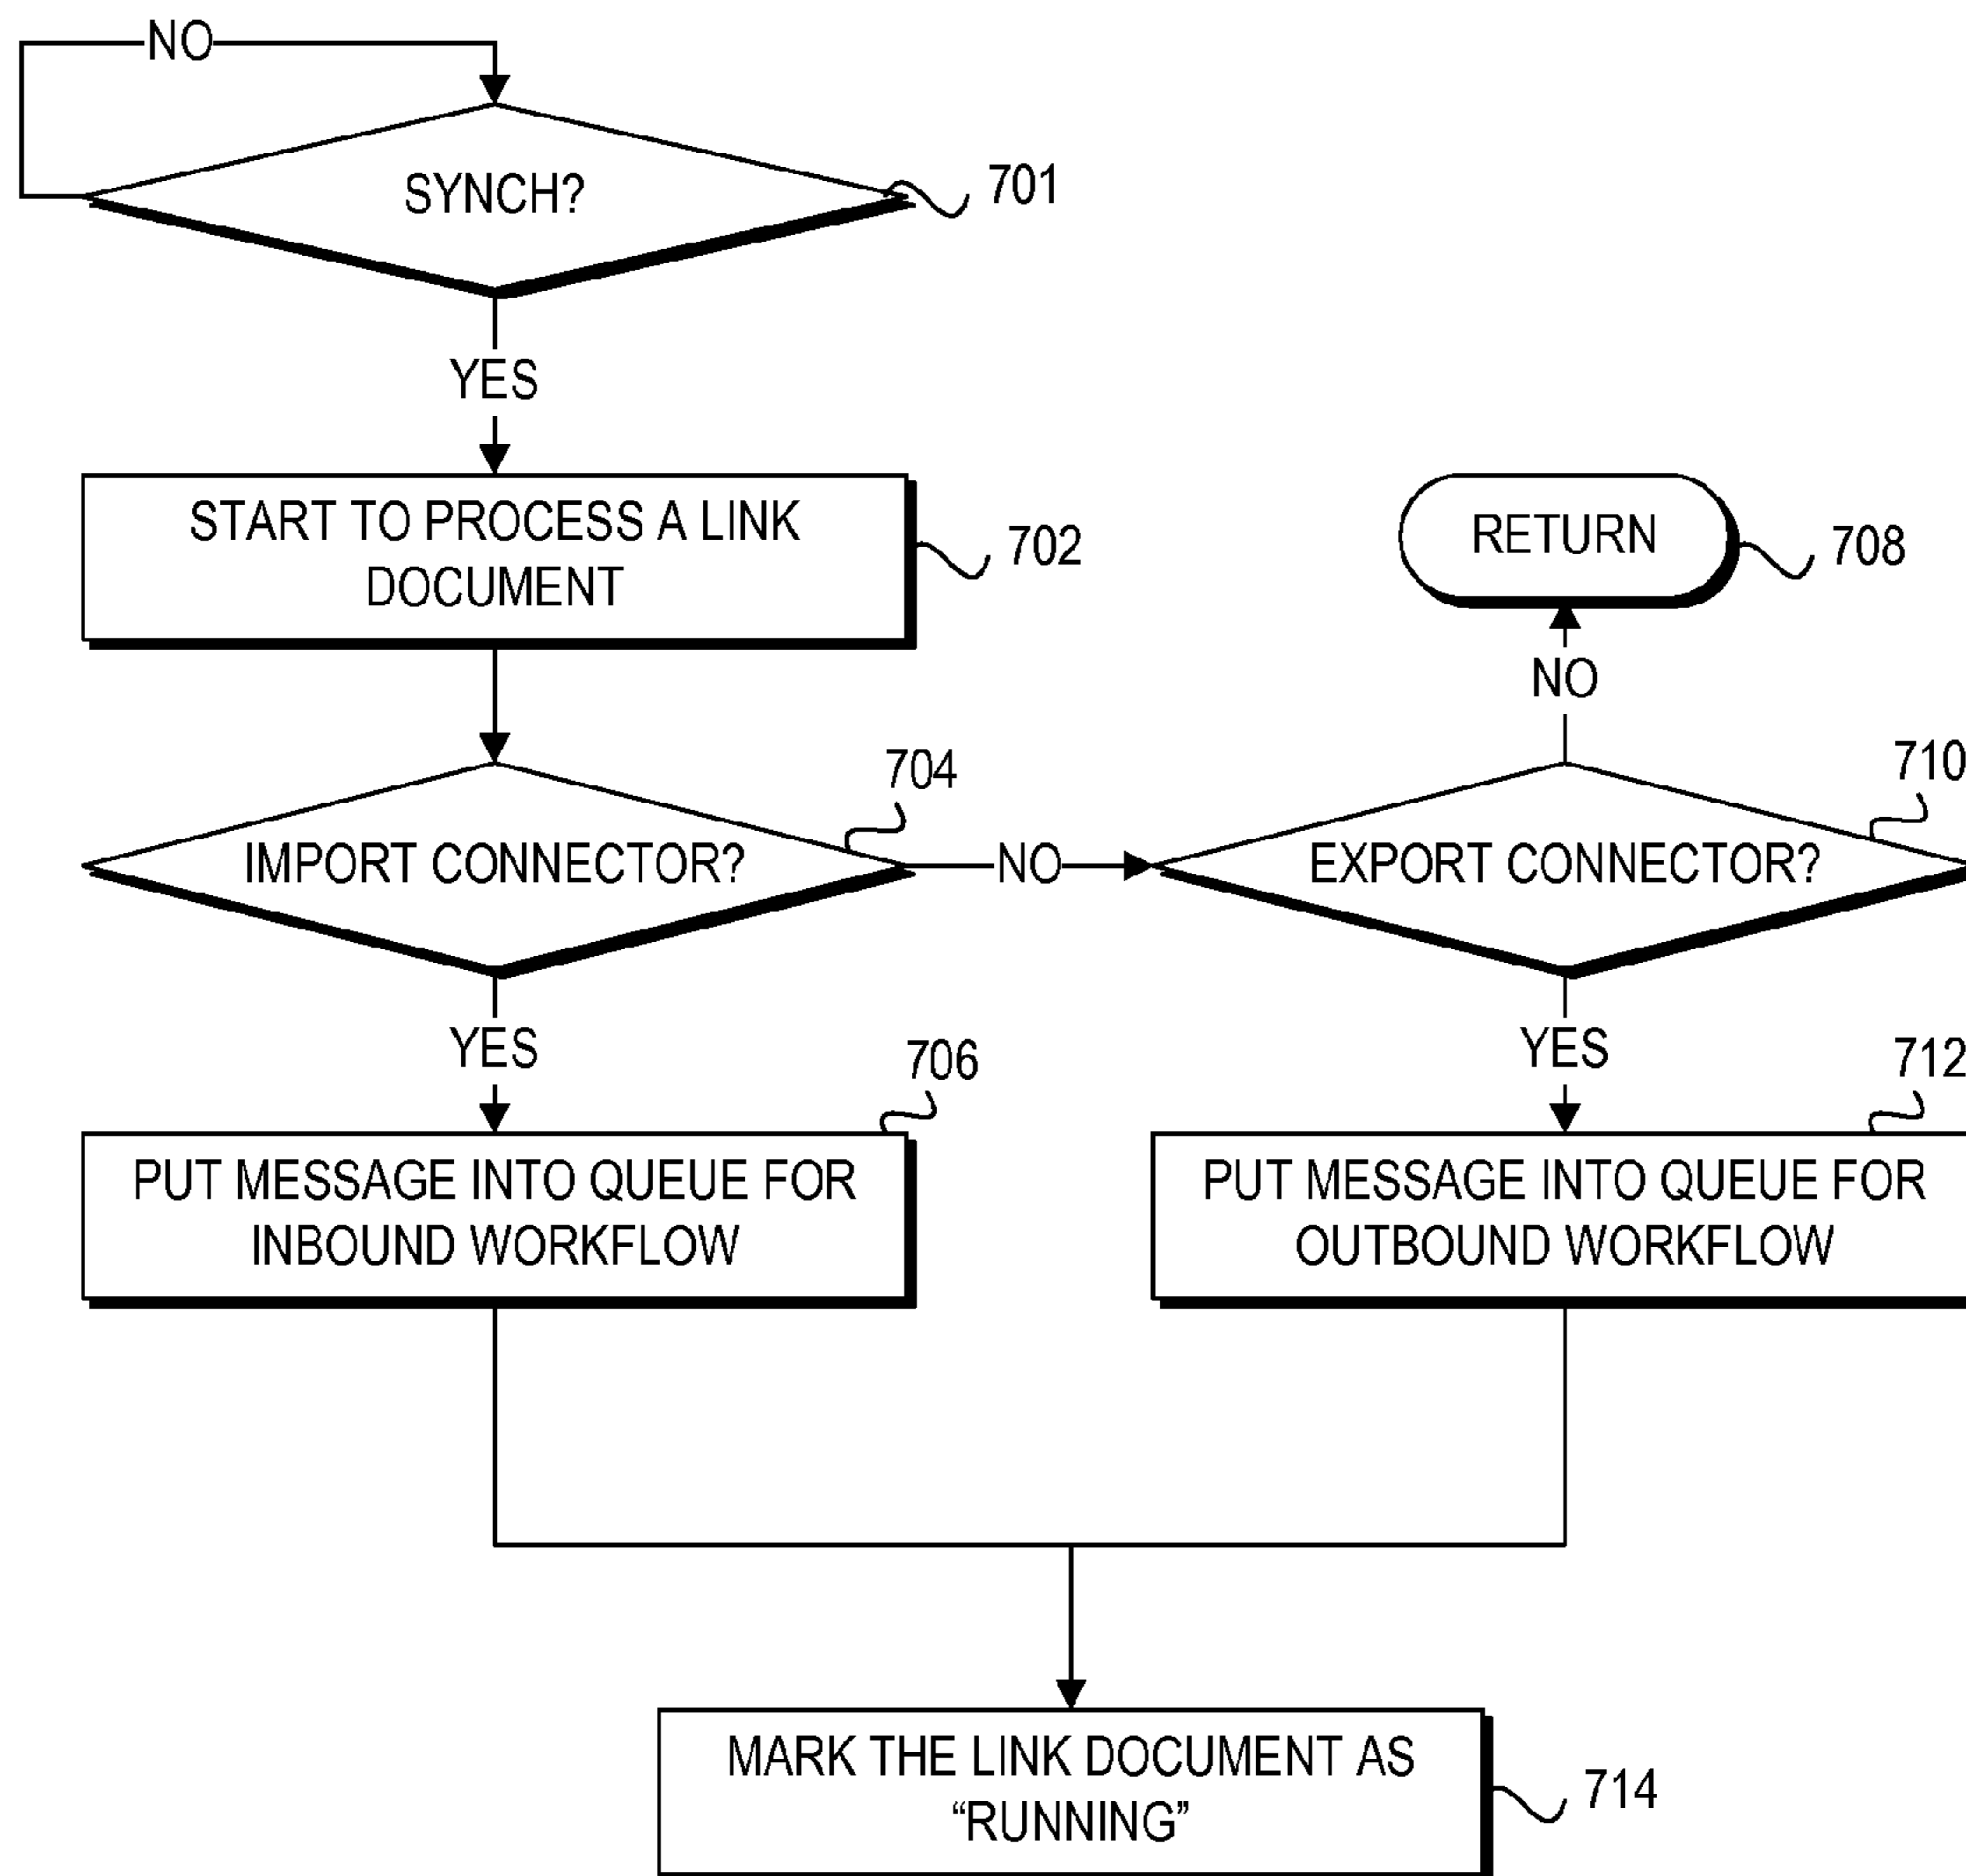 NO
SYNCH?
701
YES
START TO PROCESS A LINK
DOCUMENT
702
RETURN
708
NO
704
710
IMPORT CONNECTOR?
NO
EXPORT CONNECTOR?
YES
706
YES
712
PUT MESSAGE INTO QUEUE FOR
INBOUND WORKFLOW
PUT MESSAGE INTO QUEUE FOR
OUTBOUND WORKFLOW
MARK THE LINK DOCUMENT AS
“RUNNING”
714